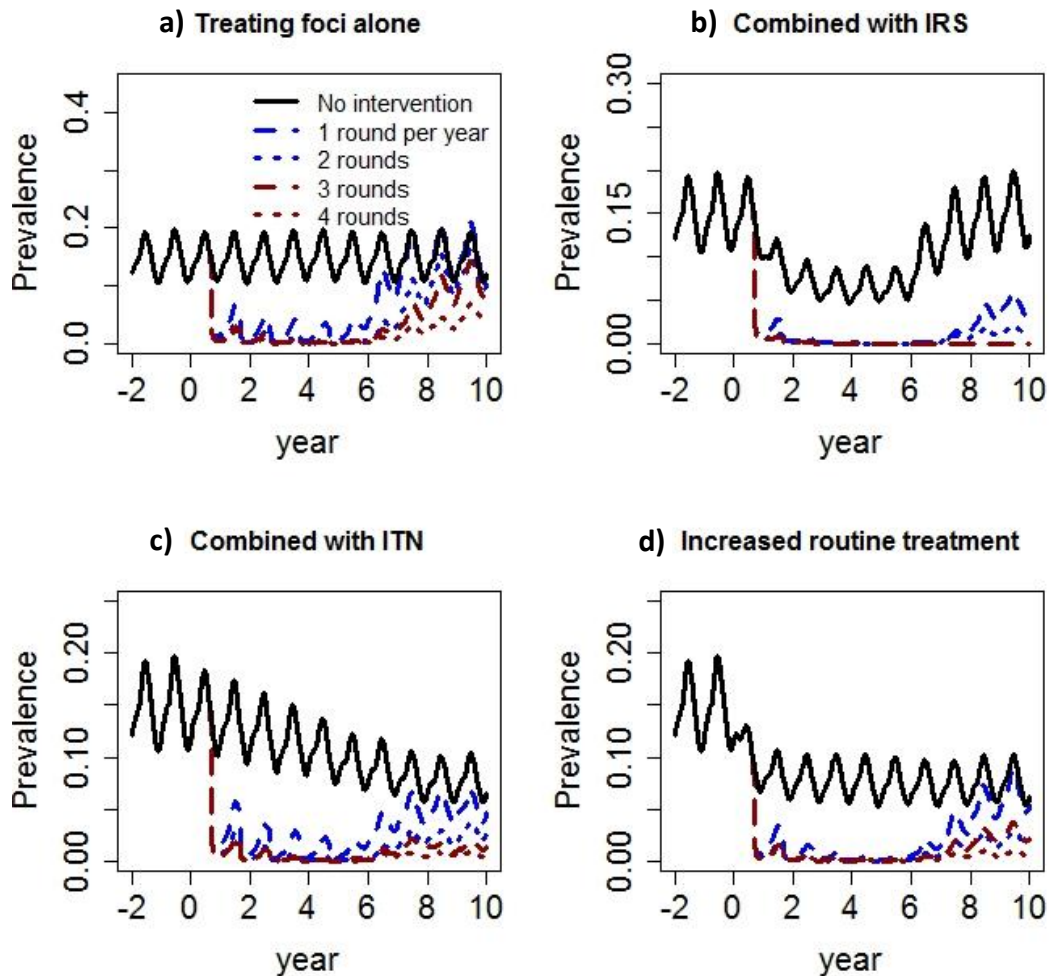 a) Treating foci alone
Prevalence
0.0 0.2 0.4
No intervention
1 round per year
2 rounds
3 rounds
4 rounds
-2 0 2 4 6 8 10
year
b) Combined with IRS
Prevalence
0.00 0.15 0.30
-2 0 2 4 6 8 10
year
c) Combined with ITN
Prevalence
0.00 0.10 0.20
-2 0 2 4 6 8 10
year
d) Increased routine treatment
Prevalence
0.00 0.10 0.20
-2 0 2 4 6 8 10
year